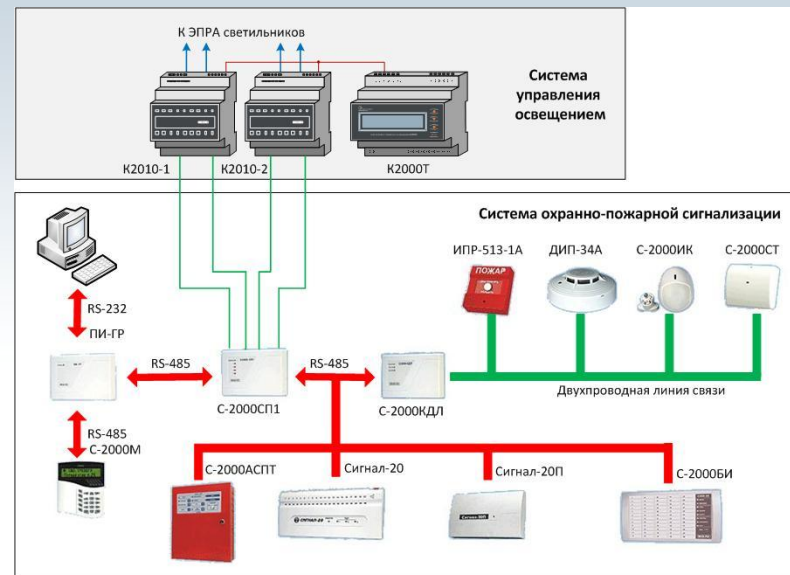 К ЭПРА светильников
Система
управления
освещением
К2010-1
К2010-2
К2000Т
Система охранно-пожарной сигнализации
ИПР-513-1А
ДИП-34А
С-2000ИК
С-2000СТ
ПОЖАР
RS-232
ПИ-ГР
RS-485
RS-485
С-2000СП1
С-2000КДЛ
Двухпроводная линия связи
RS-485
С-2000М
С-2000АСПТ
Сигнал-20
Сигнал-20П
С-2000БИ
СИГНАЛ-20